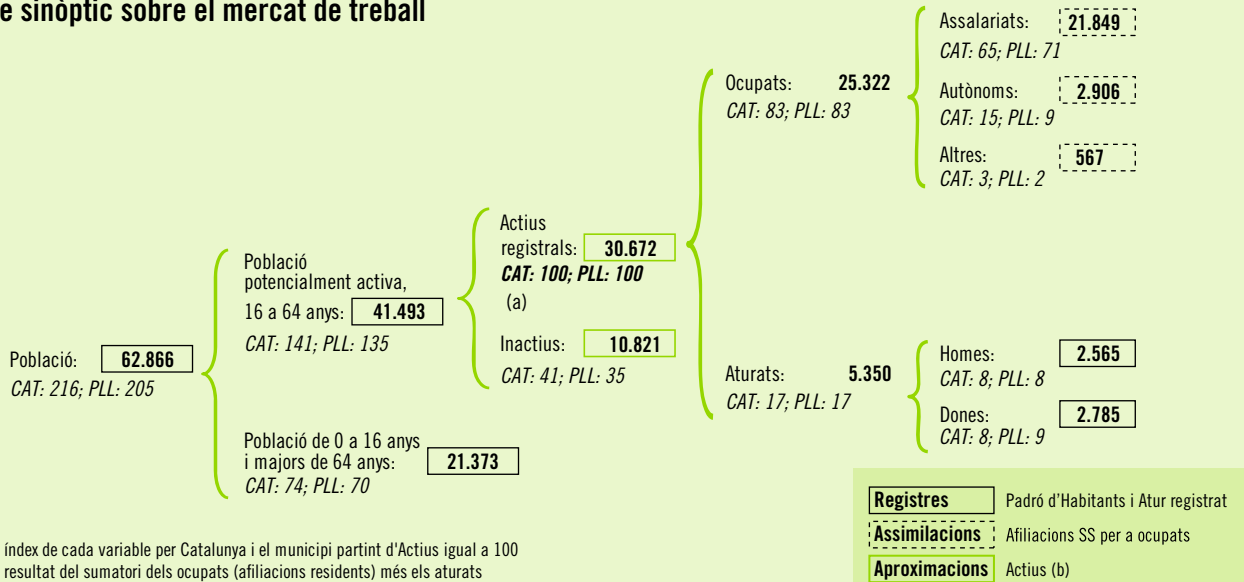 e sinòptic sobre el mercat de treball
Població: 62.866
CAT: 216; PLL: 205
Població
potencialment activa,
16 a 64 anys: 41.493
CAT: 141; PLL: 135
Població de 0 a 16 anys
i majors de 64 anys: 21.373
CAT: 74; PLL: 70
Actius
registrals: 30.672
CAT: 100; PLL: 100
(a)
Inactius: 10.821
CAT: 41; PLL: 35
Ocupats: 25.322
CAT: 83; PLL: 83
Aturats: 5.350
CAT: 17; PLL: 17
Assalariats: 21.849
CAT: 65; PLL: 71
Autònoms: 2.906
CAT: 15; PLL: 9
Altres: 567
CAT: 3; PLL: 2
Homes: 2.565
CAT: 8; PLL: 8
Dones: 2.785
CAT: 8; PLL: 9
Registres Padró d'Habitants i Atur registrat
Assimilacions Afiliacions SS per a ocupats
Aproximacions Actius (b)
índex de cada variable per Catalunya i el municipi partint d'Actius igual a 100
resultat del sumatori dels ocupats (afiliacions residents) més els aturats